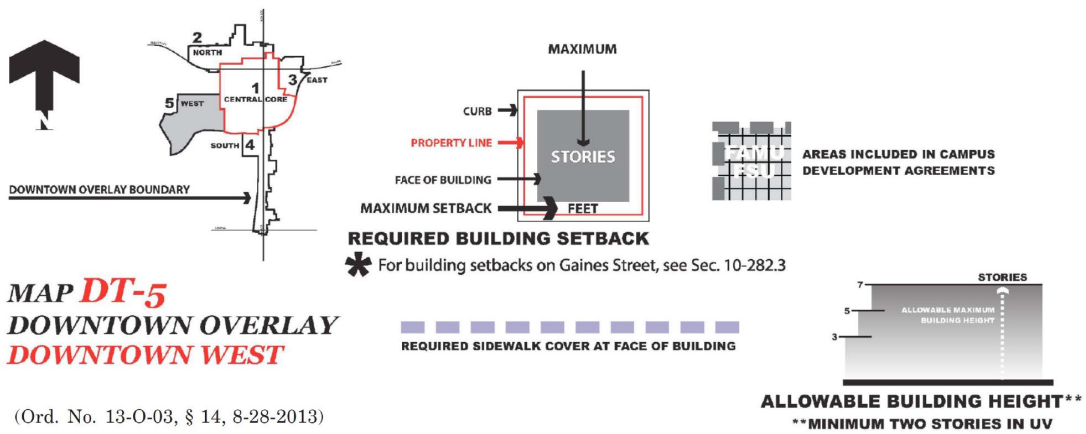 N
2
NORTH
3
EAST
1
CENTRAL CORE
5
WEST
SOUTH
4
DOWNTOWN OVERLAY BOUNDARY
MAXIMUM
CURB
PROPERTY LINE
STORIES
FACE OF BUILDING
MAXIMUM SETBACK
FEET
REQUIRED BUILDING SETBACK
* For building setbacks on Gaines Street, see Sec. 10-282.3
FAMU
FSU
AREAS INCLUDED IN CAMPUS
DEVELOPMENT AGREEMENTS
MAP DT-5
DOWNTOWN OVERLAY
DOWNTOWN WEST
REQUIRED SIDEWALK COVER AT FACE OF BUILDING
STORIES
7
5
3
ALLOWABLE MAXIMUM
BUILDING HEIGHT
ALLOWABLE BUILDING HEIGHT**
**MINIMUM TWO STORIES IN UV
(Ord. No. 13-O-03, § 14, 8-28-2013)